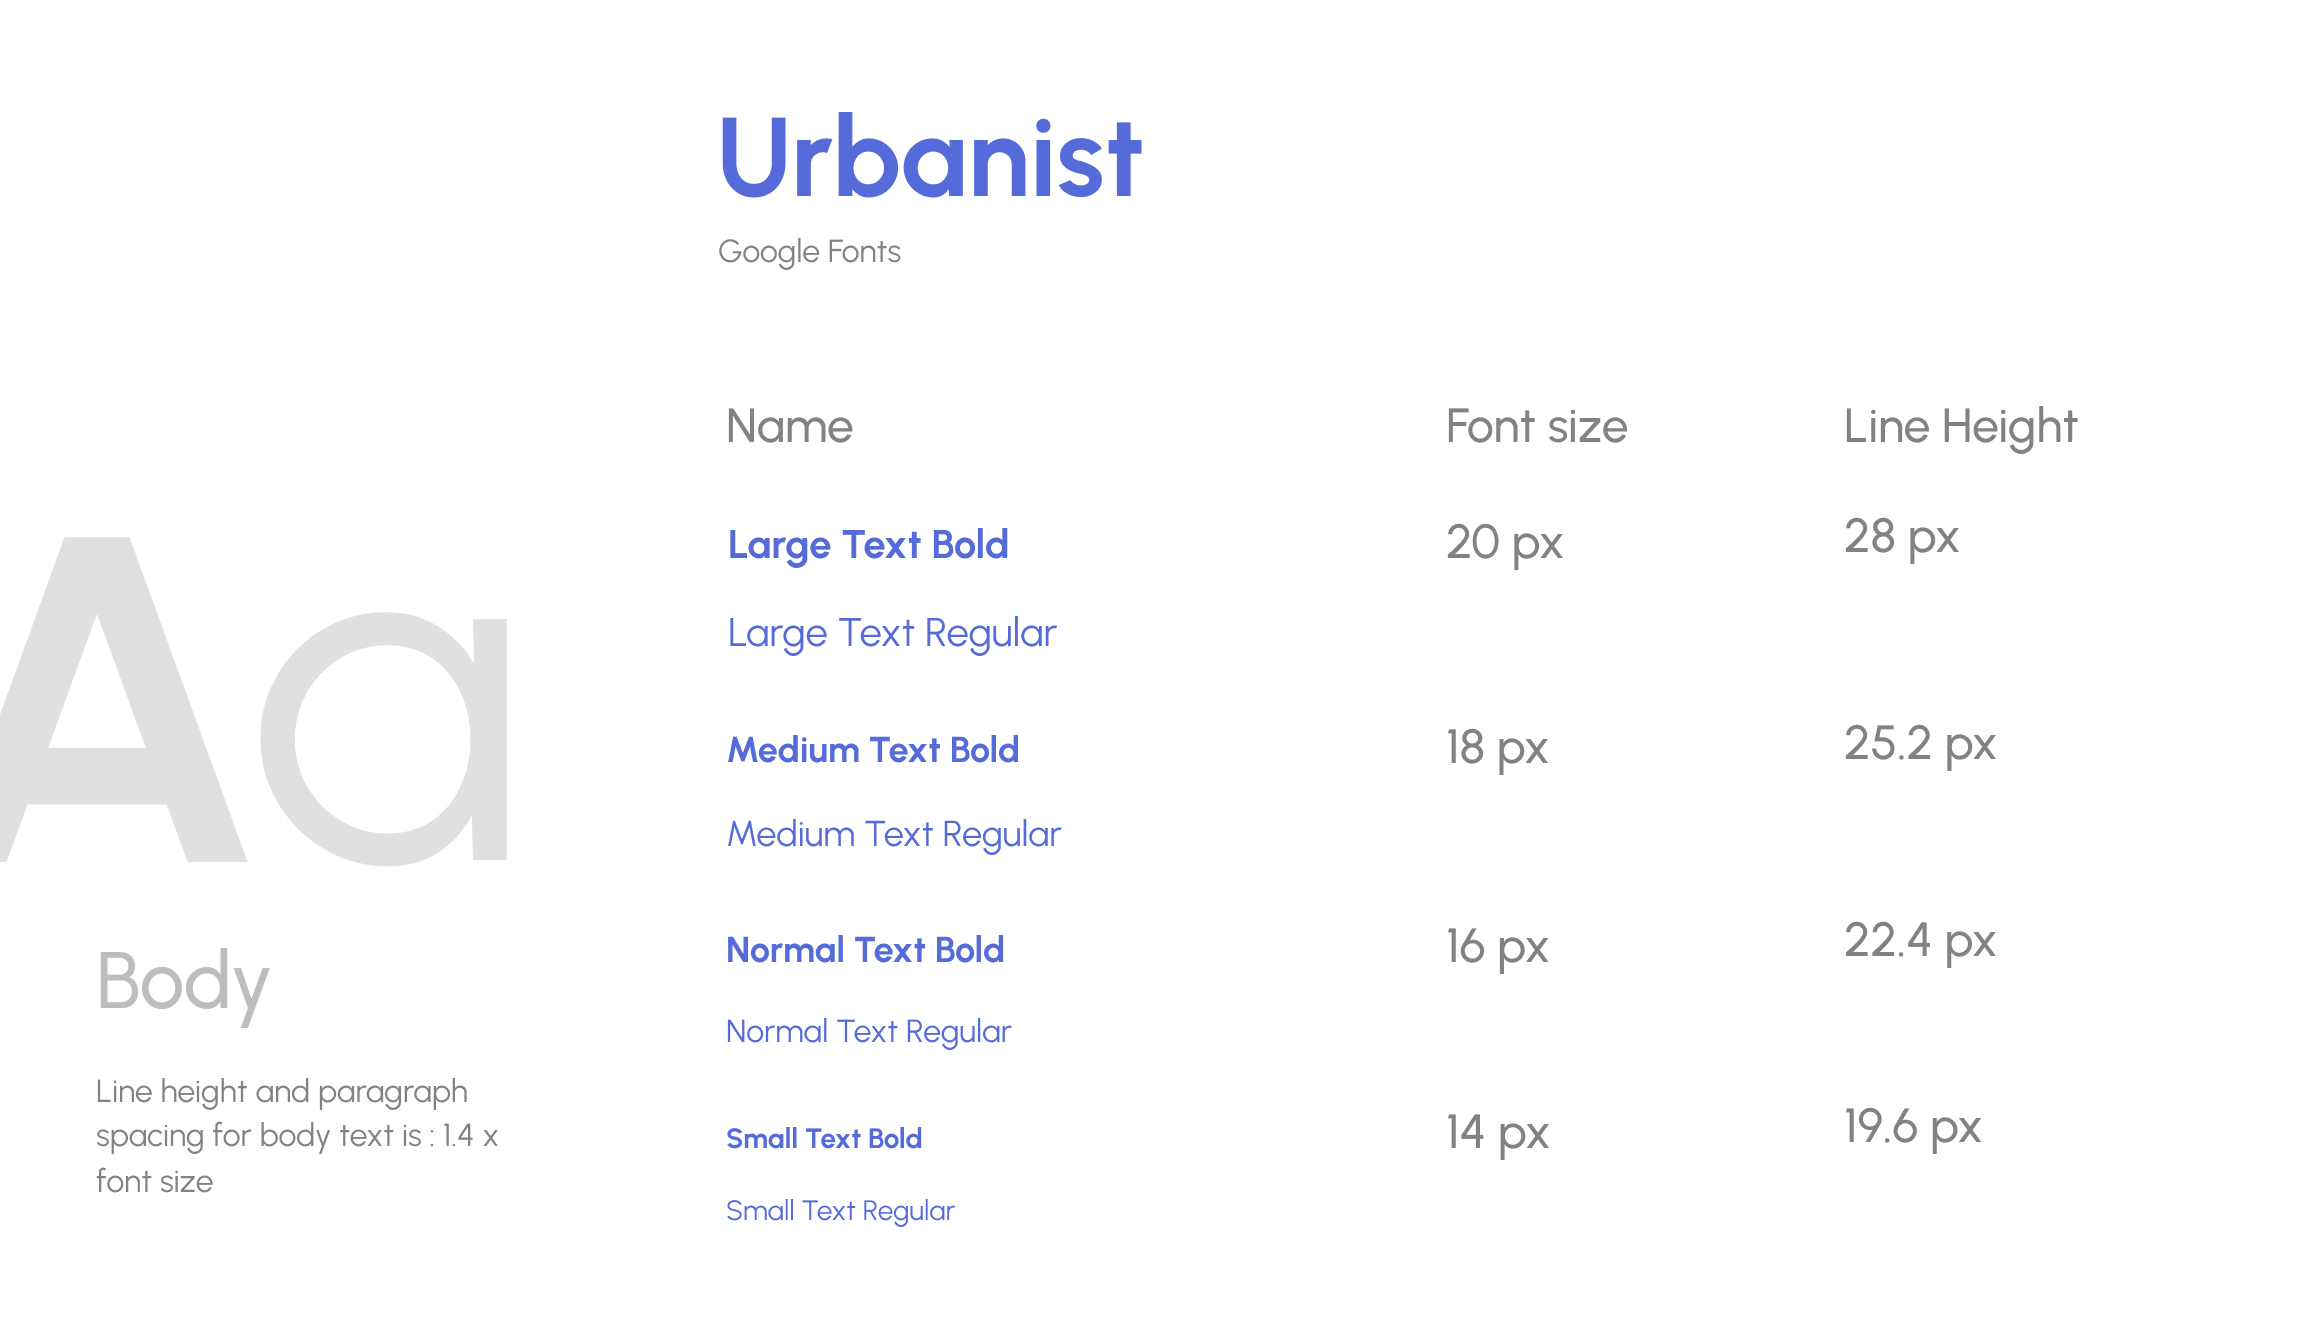 Urbanist
Google Fonts
Name Font size Line Height
Large Text Bold 20 px 28 px
Large Text Regular
Medium Text Bold 18 px 25.2 px
Medium Text Regular
Normal Text Bold 16 px 22.4 px
Normal Text Regular
Small Text Bold 14 px 19.6 px
Small Text Regular
Aa
Body
Line height and paragraph
spacing for body text is : 1.4 x
font size